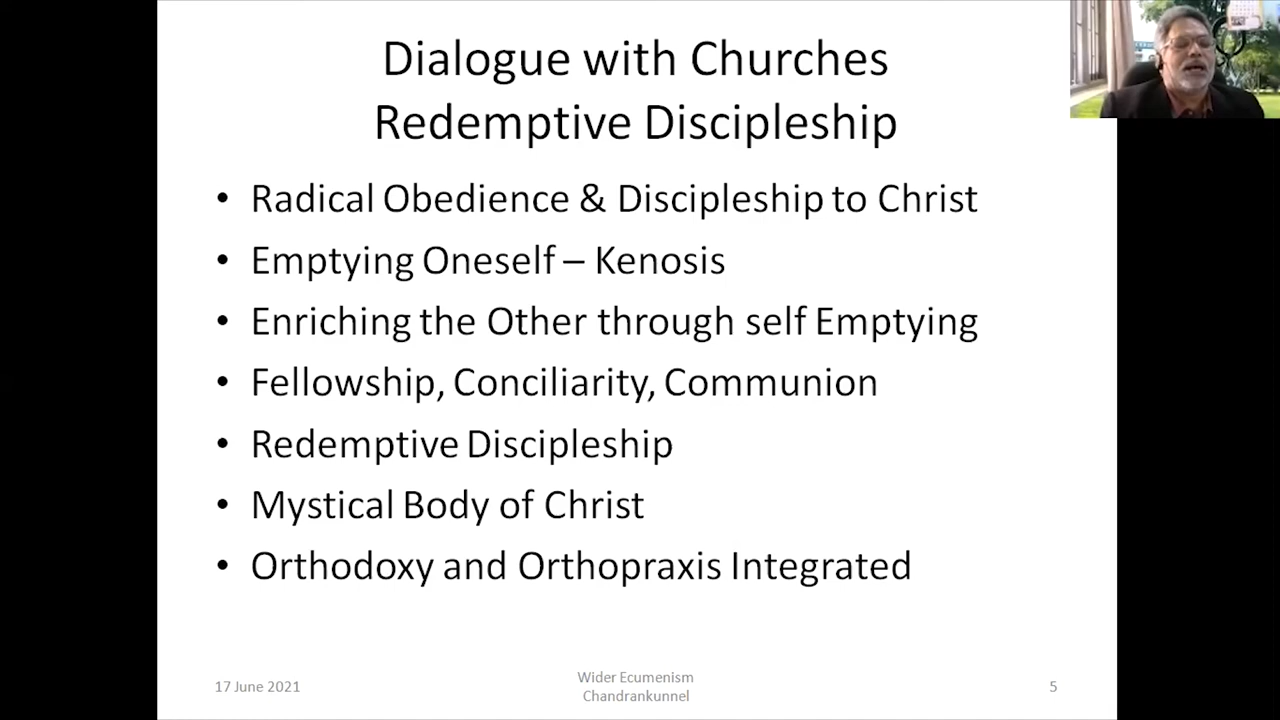 Dialogue with Churches
Redemptive Discipleship
• Radical Obedience & Discipleship to Christ
• Emptying Oneself – Kenosis
• Enriching the Other through self Emptying
• Fellowship, Conciliarity, Communion
• Redemptive Discipleship
• Mystical Body of Christ
• Orthodoxy and Orthopraxis Integrated
17 June 2021
Wider Ecumenism
Chandrankunnel
5